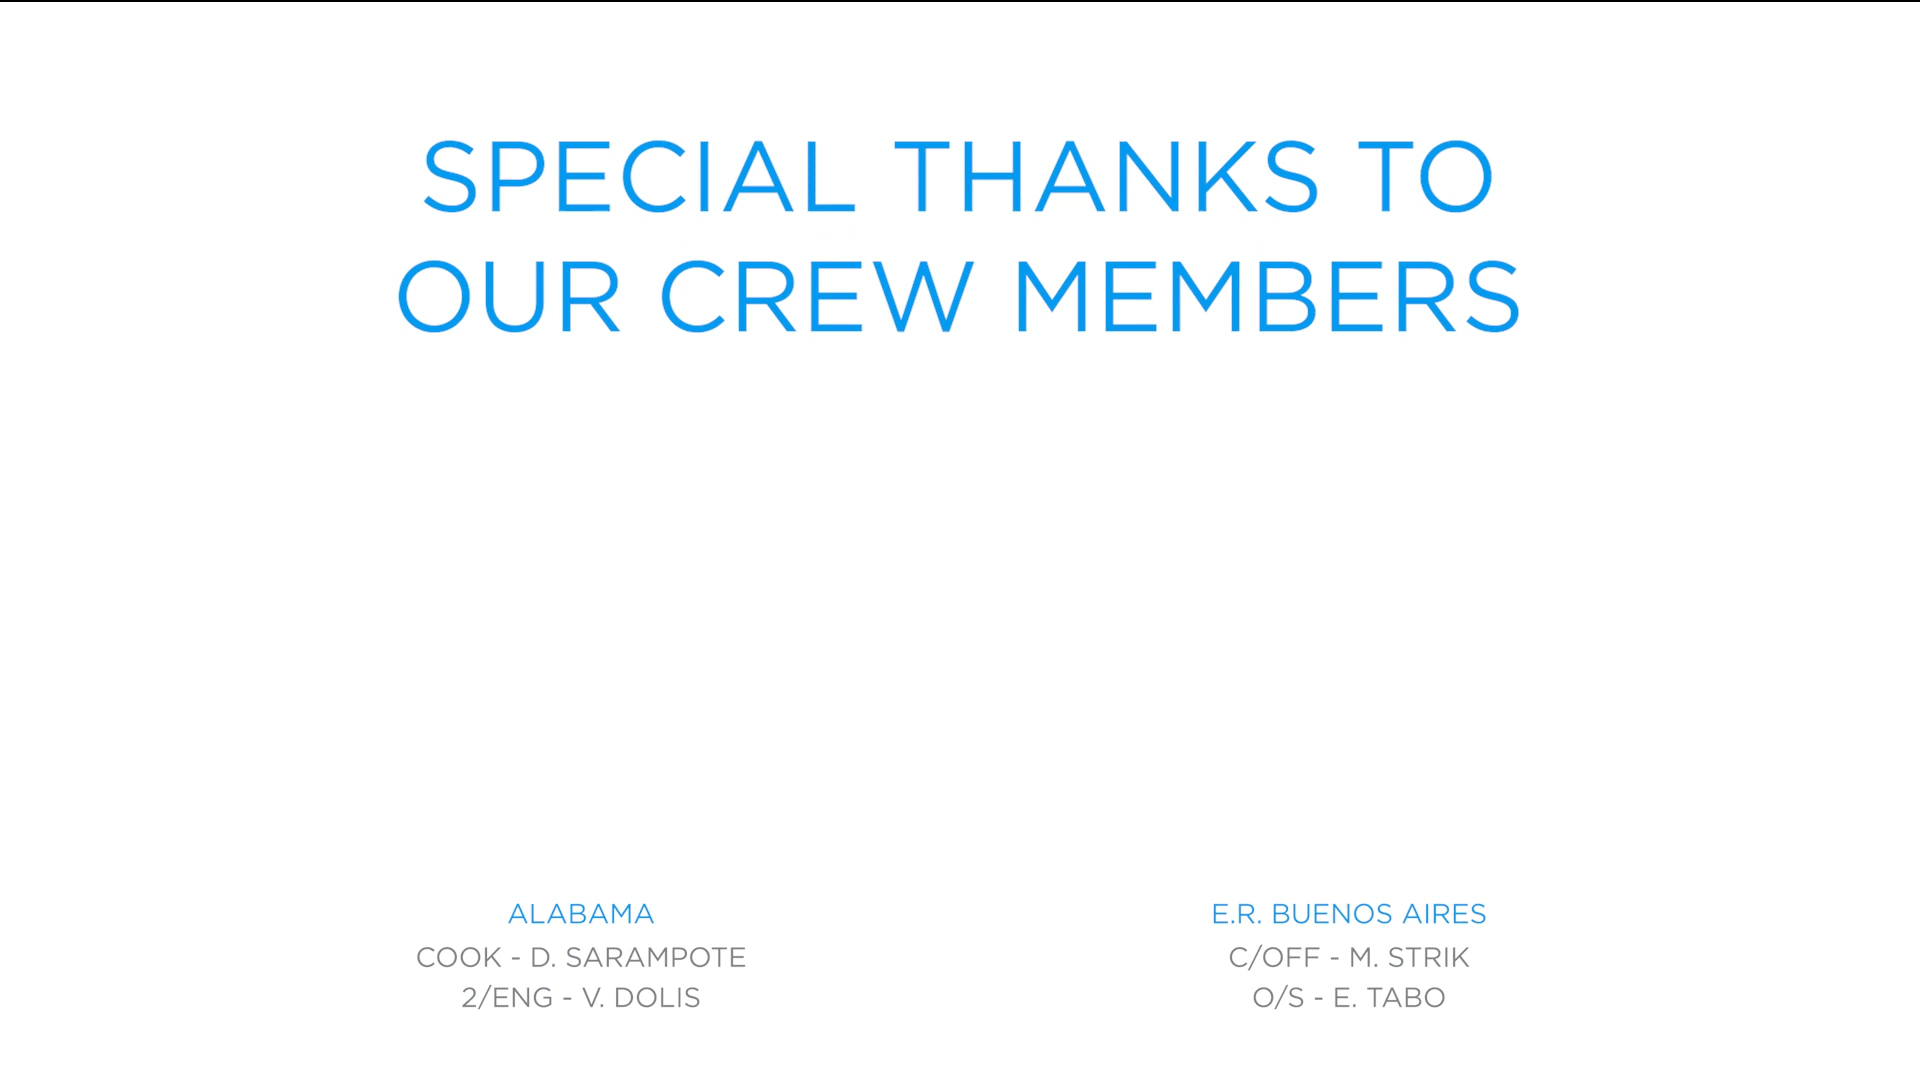 SPECIAL THANKS TO
OUR CREW MEMBERS
ALABAMA
COOK - D. SARAMPOTE
2/ENG - V. DOLIS
E.R. BUENOS AIRES
C/OFF - M. STRIK
O/S - E. TABO